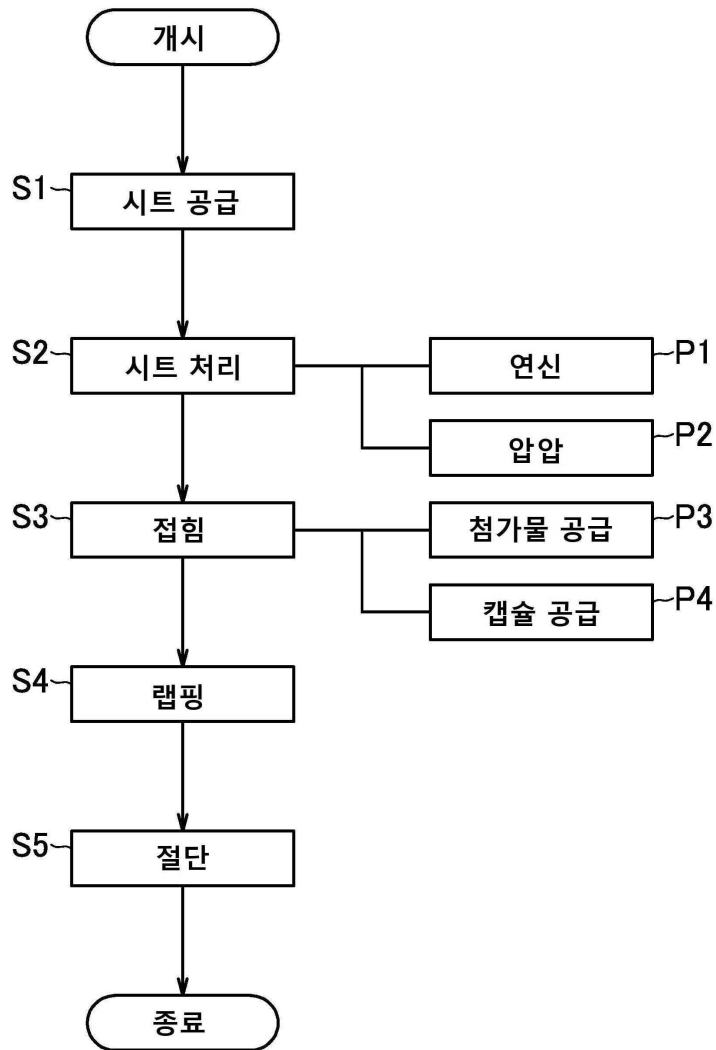 개시
S1 시트 공급
S2 시트 처리 연신 P1
압압 P2
S3 접힘 첨가물 공급 P3
캡슐 공급 P4
S4 랩핑
S5 절단
종료